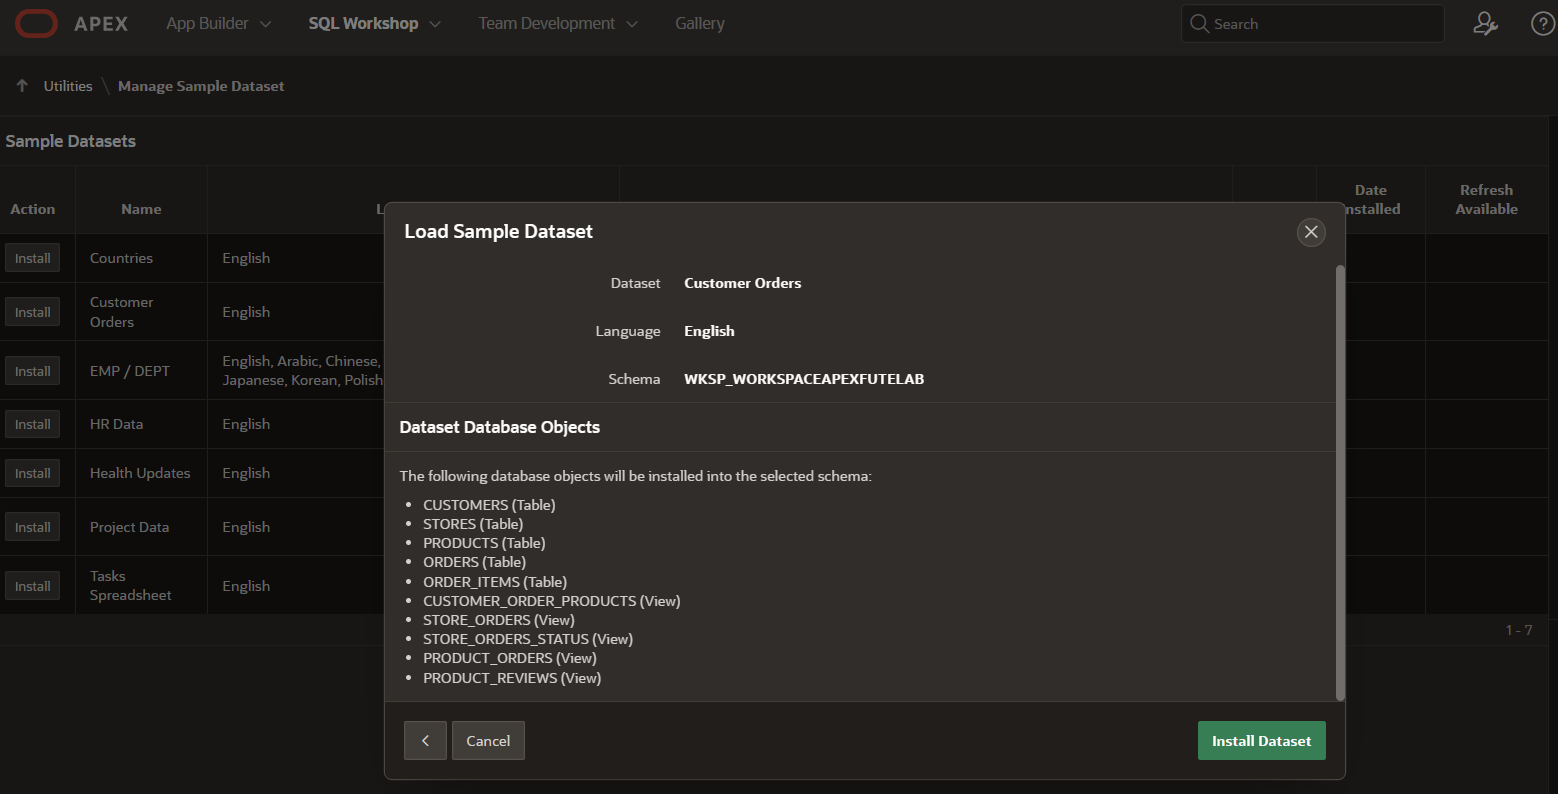 APEX
App Builder
SQL Workshop
Team Development
Gallery
Search
Utilities \ Manage Sample Dataset
Sample Datasets
Action
Name
Date
Installed
Refresh
Available
Install
Countries
English
Install
Customer
Orders
English
Install
EMP / DEPT
English, Arabic, Chinese,
Japanese, Korean, Polish
Install
HR Data
English
Install
Health Updates
English
Install
Project Data
English
Install
Tasks
Spreadsheet
English
1 - 7
Load Sample Dataset
Dataset Customer Orders
Language English
Schema WKSP_WORKSPACEAPEXFUTELAB
Dataset Database Objects
The following database objects will be installed into the selected schema:
• CUSTOMERS (Table)
• STORES (Table)
• PRODUCTS (Table)
• ORDERS (Table)
• ORDER_ITEMS (Table)
• CUSTOMER_ORDER_PRODUCTS (View)
• STORE_ORDERS (View)
• STORE_ORDERS_STATUS (View)
• PRODUCT_ORDERS (View)
• PRODUCT_REVIEWS (View)
Cancel
Install Dataset